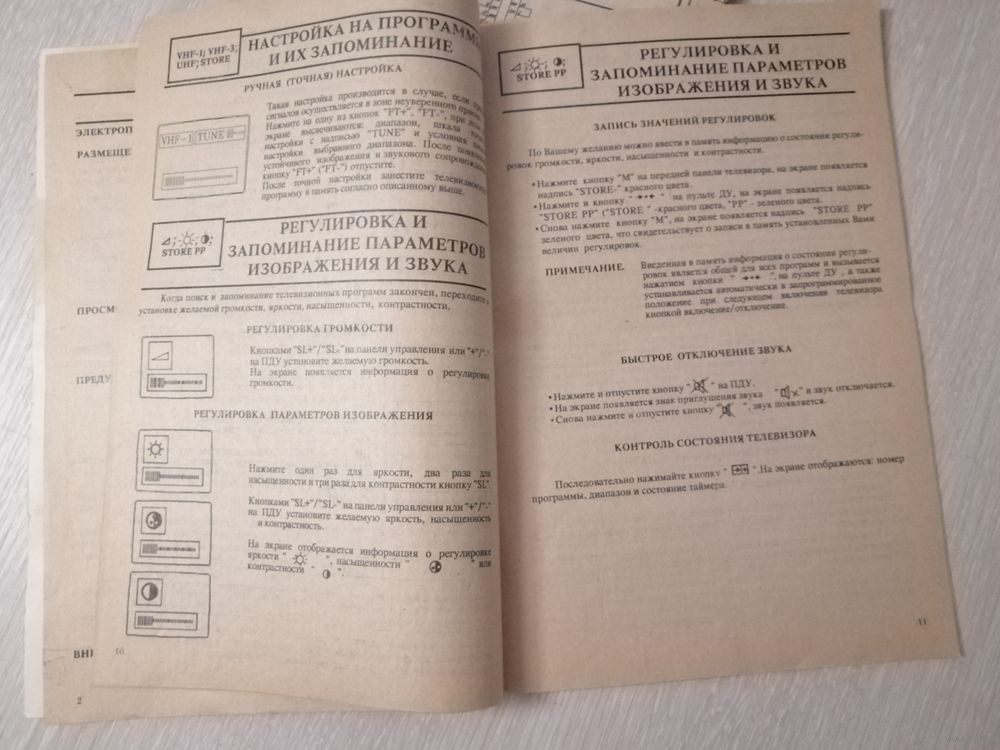 VHF-1; VHF-3;
UHF; STORE
НАСТРОЙКА НА ПРОГРАММ
И ИХ ЗАПОМИНАНИЕ
РУЧНАЯ (ТОЧНАЯ) НАСТРОЙКА
VHF-1 TUNE
Такая настройка производится в случае, если
сигналов осуществляется в зоне неуверенного
Нажмите на одну из кнопок "FT+", "FT-", при
экране высвечиваются: диапазон, шкала
настройки с надписью "TUNE" и условная
настройки выбранного диапазона. После
устойчивого изображения и звукового
кнопку "FT+" ("FT-") отпустите.
После точной настройки занестите
программу в память согласно описанному выше.
STORE PP
РЕГУЛИРОВКА И
ЗАПОМИНАНИЕ ПАРАМЕТРОВ
ИЗОБРАЖЕНИЯ И ЗВУКА
Когда поиск и запоминание телевизионных программ закончен, переходите
установке желаемой громкости, яркости, насыщенности, контрастности.
РЕГУЛИРОВКА ГРОМКОСТИ
Кнопками "SL+"/"SL-" на панели управления или "+"/"-"
на ПДУ установите желаемую громкость.
На экране появляется информация о регулировке
громкости.
РЕГУЛИРОВКА ПАРАМЕТРОВ ИЗОБРАЖЕНИЯ
Нажмите один раз для яркости, два раза для
насыщенности и три раза для контрастности кнопку "SL".
Кнопками "SL+"/"SL-" на панели управления или "+"/"-"
на ПДУ установите желаемую яркость, насыщенность
и контрастность.
На экране отображается информация о регулировке
яркости " ", насыщенности " " или
контрастности " ".
10
ЭЛЕКТРОП
РАЗМЕЩЕ
ПРОСМ
ПРЕДУ
ВНІ
2
STORE PP
РЕГУЛИРОВКА И
ЗАПОМИНАНИЕ ПАРАМЕТРОВ
ИЗОБРАЖЕНИЯ И ЗВУКА
ЗАПИСЬ ЗНАЧЕНИЙ РЕГУЛИРОВОК
По Вашему желанию можно ввести в память информацию о состоянии регули-
ровок громкости, яркости, насыщенности и контрастности.
• Нажмите кнопку "М" на передней панели телевизора, на экране появляется
надпись "STORE-" красного цвета.
• Нажмите и кнопку " " на пульте ДУ, на экране появляется надпись
"STORE PP" ("STORE " -красного цвета, "PP" - зеленого цвета.
• Снова нажмите кнопку "М", на экране появляется надпись "STORE PP"
зеленого цвета, что свидетельствует о записи в память установленных Вами
величин регулировок.
ПРИМЕЧАНИЕ. Введенная в память информация о состоянии регули-
ровок является общей для всех программ и вызывается
нажатием кнопки " ", на пульте ДУ , а также
устанавливается автоматически в запрограммированное
положение при следующем включении телевизора
кнопкой включение/отключение.
БЫСТРОЕ ОТКЛЮЧЕНИЕ ЗВУКА
• Нажмите и отпустите кнопку " " на ПДУ.
• На экране появляется знак приглушения звука " " и звук отключается.
• Снова нажмите и отпустите кнопку " ", звук появляется.
КОНТРОЛЬ СОСТОЯНИЯ ТЕЛЕВИЗОРА
Последовательно нажимайте кнопку " ".На экране отображаются: номер
программы, диапазон и состояние таймера.
11